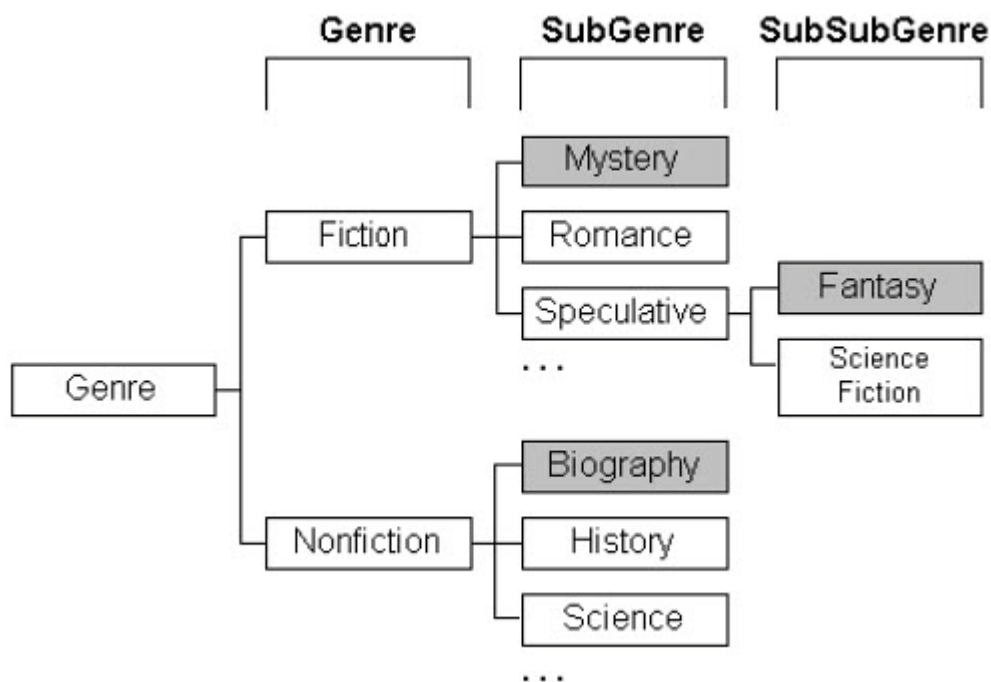 Genre SubGenre SubSubGenre
Mystery
Fiction
Romance
Fantasy
Speculative
Science
Fiction
...
Genre
Biography
Nonfiction
History
Science
...